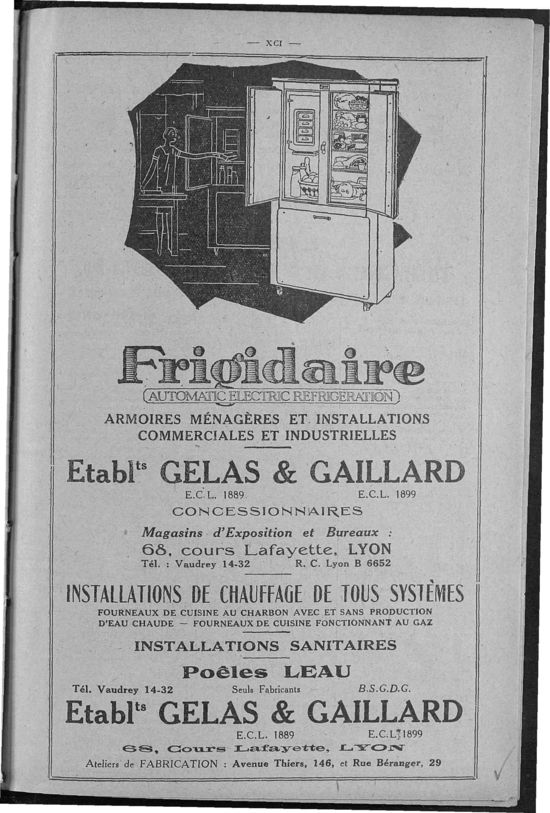 — XCI —
Frigidaire
AUTOMATIC ELECTRIC REFRIGERATION
ARMOIRES MÉNAGÈRES ET INSTALLATIONS
COMMERCIALES ET INDUSTRIELLES
Etablts GELAS & GAILLARD
E.C.L. 1889 E.C.L. 1899
CONCESSIONNAIRES
Magasins d'Exposition et Bureaux :
68, cours Lafayette, LYON
Tél. : Vaudrey 14-32 R. C. Lyon B 6652
INSTALLATIONS DE CHAUFFAGE DE TOUS SYSTÈMES
FOURNEAUX DE CUISINE AU CHARBON AVEC ET SANS PRODUCTION
D'EAU CHAUDE — FOURNEAUX DE CUISINE FONCTIONNANT AU GAZ
INSTALLATIONS SANITAIRES
Poêles LEAU
Tél. Vaudrey 14-32 Seuls Fabricants B.S.G.D.G.
Etablts GELAS & GAILLARD
E.C.L. 1889 E.C.L. 1899
68, Cours Lafayette, LYON
Ateliers de FABRICATION : Avenue Thiers, 146, et Rue Béranger, 29